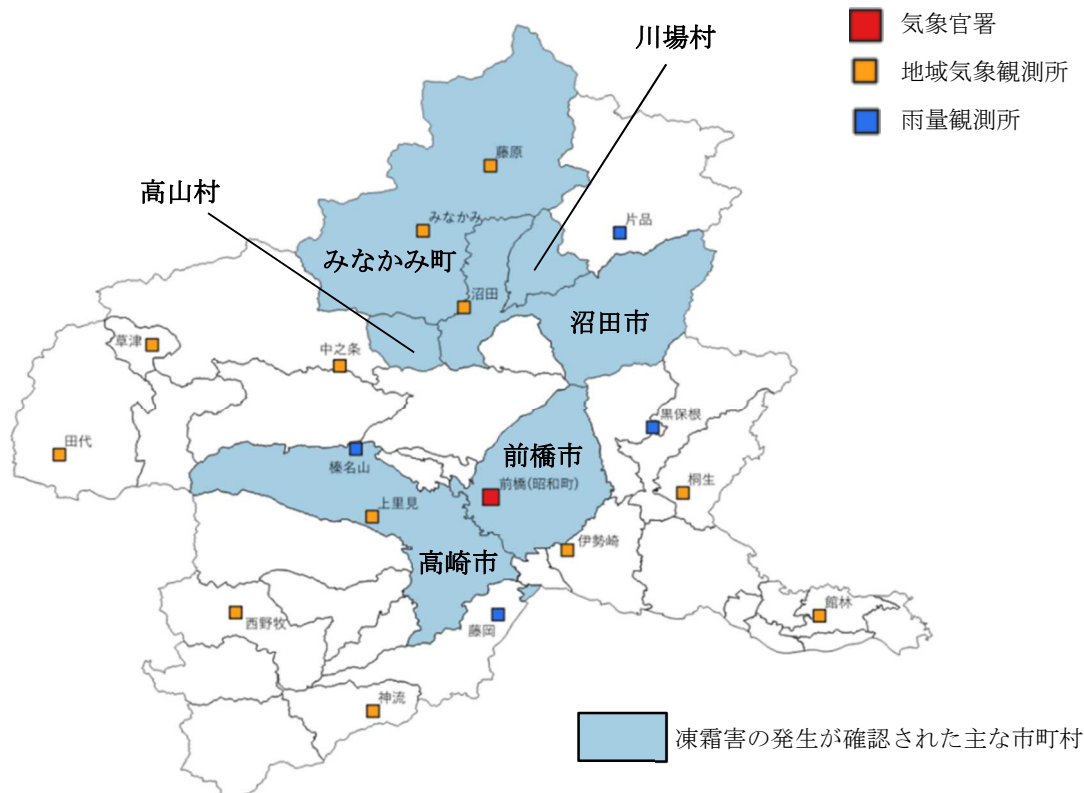 川場村
気象官署
地域気象観測所
雨量観測所
藤原
高山村
みなかみ
片品
みなかみ町
沼田
沼田市
草津
中之条
黒保根
田代
榛名山
前橋市
前橋(昭和町)
桐生
上里見
高崎市
伊勢崎
西野牧
藤岡
館林
神流
凍霜害の発生が確認された主な市町村